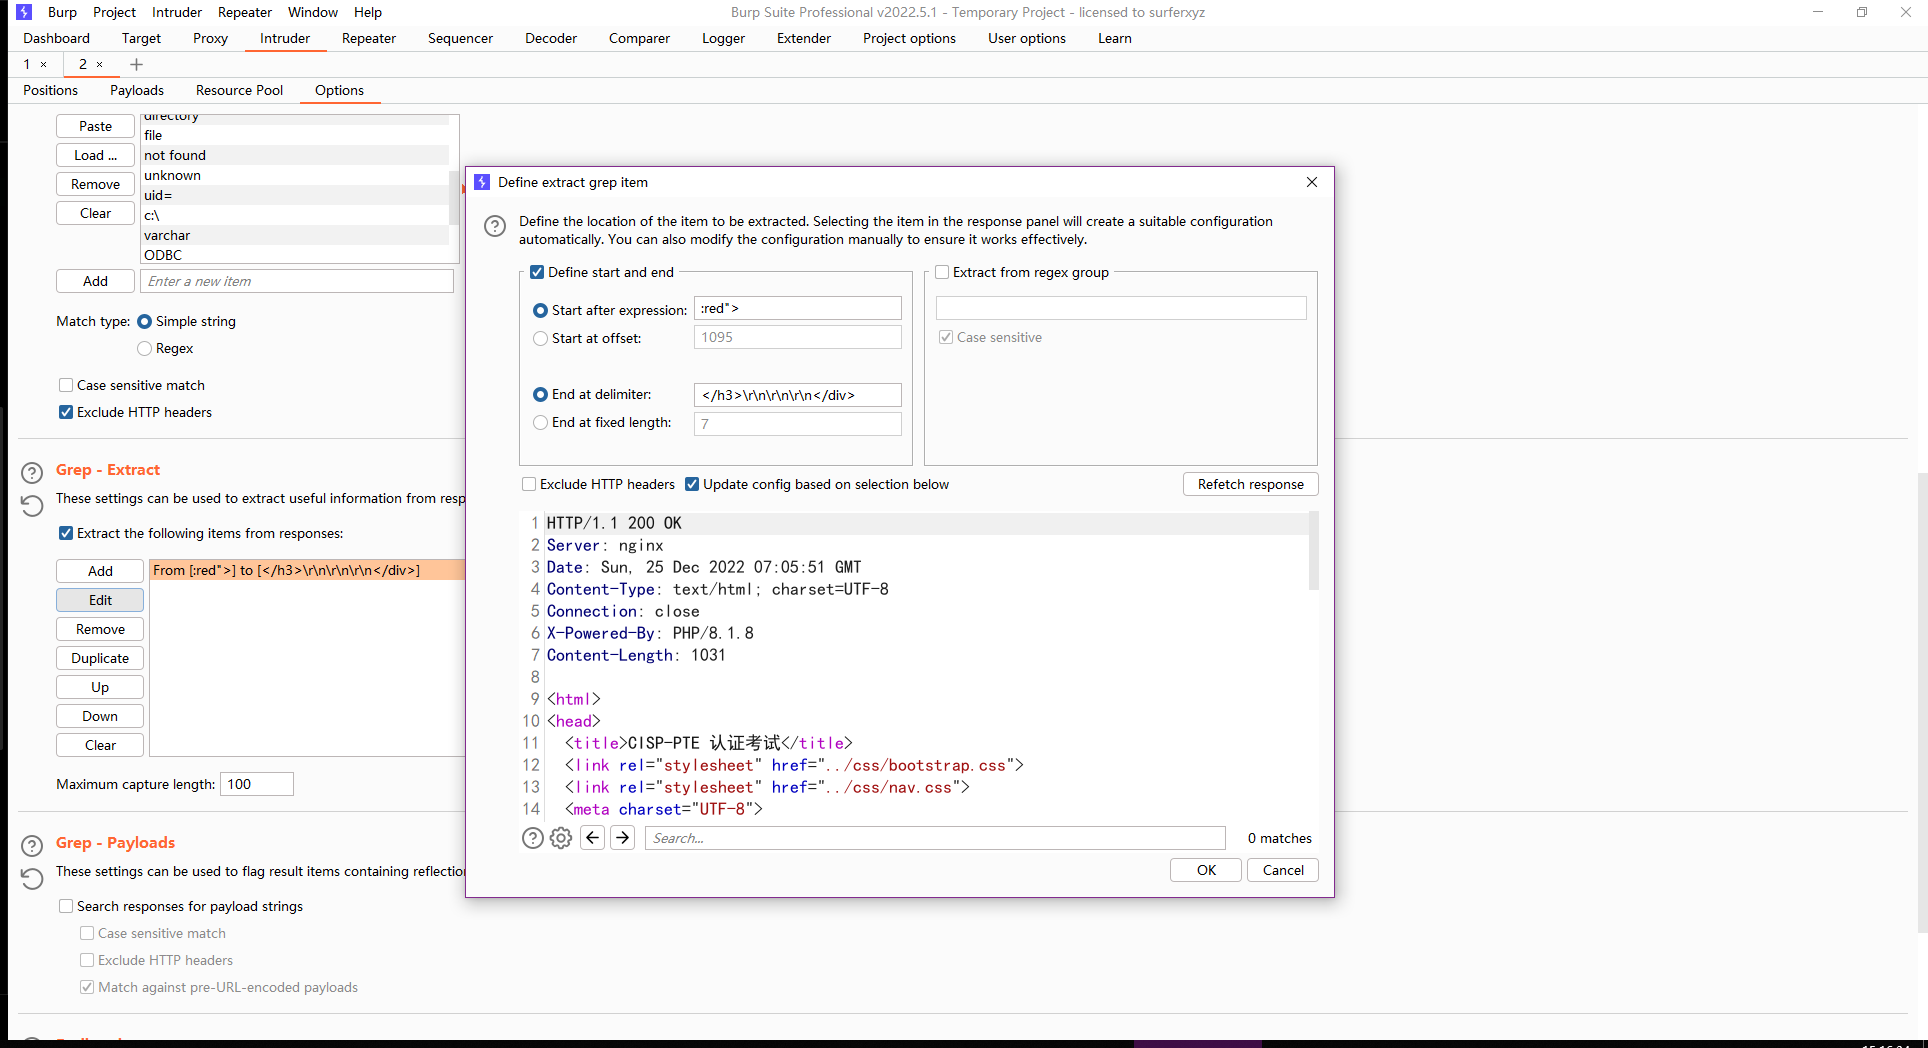 Burp Project Intruder Repeater Window Help
Burp Suite Professional v2022.5.1 - Temporary Project - licensed to surferxyz
Dashboard Target Proxy Intruder Repeater Sequencer Decoder Comparer Logger Extender Project options User options Learn
1 × 2 × +
Positions Payloads Resource Pool Options
Paste
Load ...
Remove
Clear
directory
file
not found
unknown
uid=
c:\
varchar
ODBC
Add Enter a new item
Match type: Simple string
Regex
Case sensitive match
Exclude HTTP headers
Grep - Extract
These settings can be used to extract useful information from resp
Extract the following items from responses:
Add
Edit
Remove
Duplicate
Up
Down
Clear
From [:red">] to [</h3>\r\n\r\n\r\n</div>]
Maximum capture length: 100
Grep - Payloads
These settings can be used to flag result items containing reflectio
Search responses for payload strings
Case sensitive match
Exclude HTTP headers
Match against pre-URL-encoded payloads
Define extract grep item
Define the location of the item to be extracted. Selecting the item in the response panel will create a suitable configuration
automatically. You can also modify the configuration manually to ensure it works effectively.
Define start and end
Start after expression: :red">
Start at offset: 1095
End at delimiter: </h3>\r\n\r\n\r\n</div>
End at fixed length: 7
Extract from regex group
Case sensitive
Exclude HTTP headers Update config based on selection below Refetch response
1 HTTP/1.1 200 OK
2 Server: nginx
3 Date: Sun, 25 Dec 2022 07:05:51 GMT
4 Content-Type: text/html; charset=UTF-8
5 Connection: close
6 X-Powered-By: PHP/8.1.8
7 Content-Length: 1031
8
9 <html>
10 <head>
11 <title>CISP-PTE 认证考试</title>
12 <link rel="stylesheet" href="../css/bootstrap.css">
13 <link rel="stylesheet" href="../css/nav.css">
14 <meta charset="UTF-8">
Search... 0 matches
OK Cancel